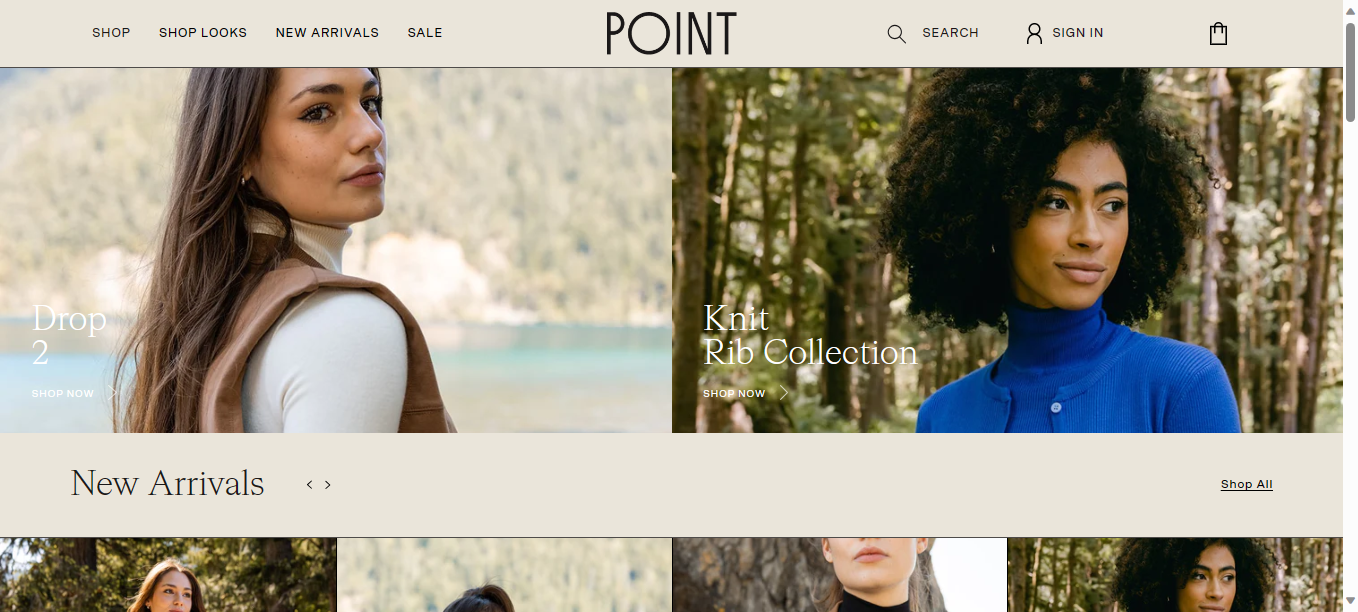 SHOP
SHOP LOOKS
NEW ARRIVALS
SALE
POINT
SEARCH
SIGN IN
Drop
2
SHOP NOW
Knit
Rib Collection
SHOP NOW
New Arrivals
Shop All